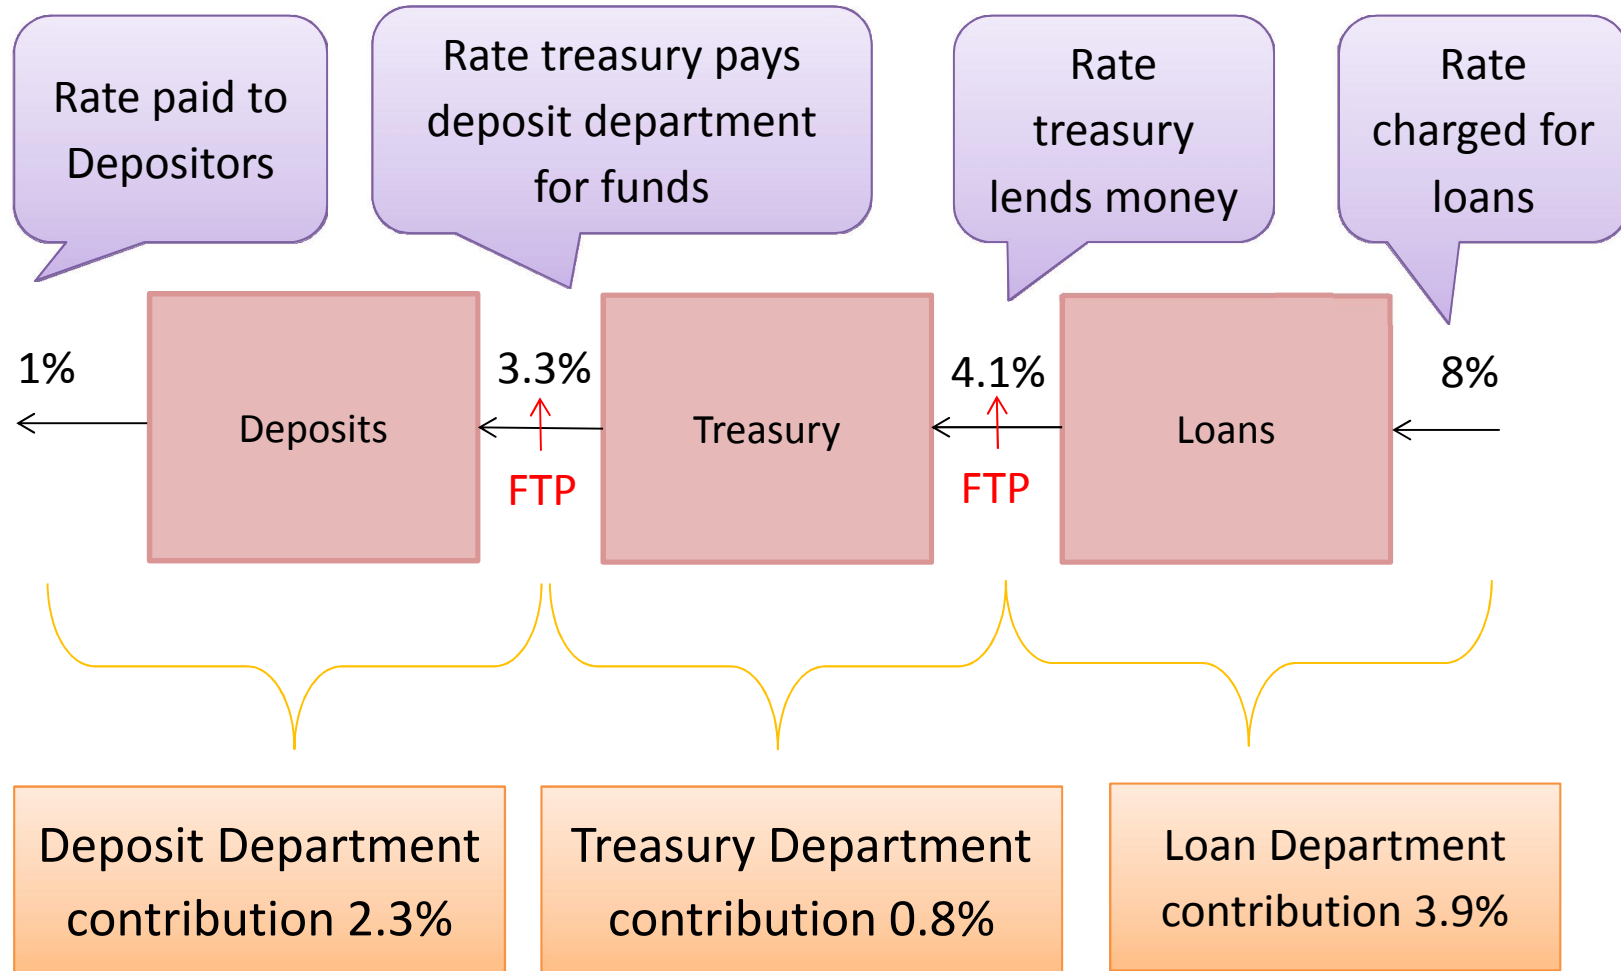 Rate paid to
Depositors
Rate treasury pays
deposit department
for funds
Rate
treasury
lends money
Rate
charged for
loans
1%
3.3%
4.1%
8%
Deposits
Treasury
Loans
FTP
FTP
Deposit Department
contribution 2.3%
Treasury Department
contribution 0.8%
Loan Department
contribution 3.9%